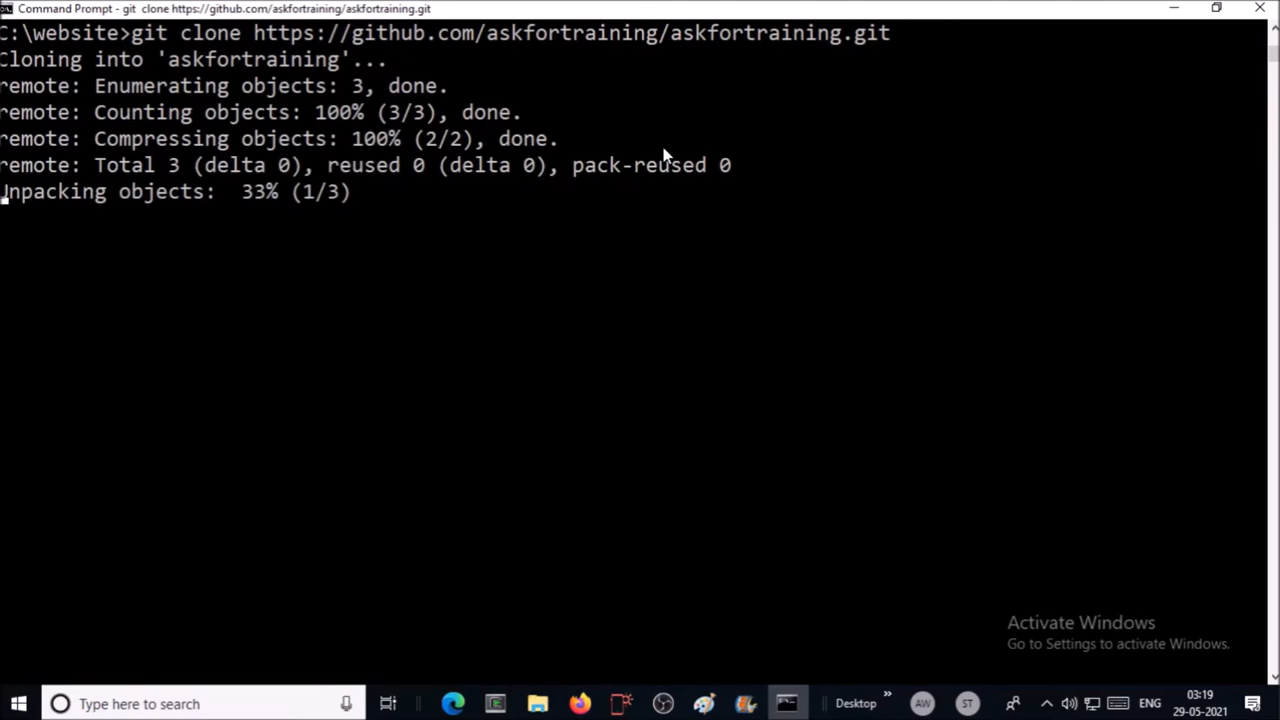 Command Prompt - git  clone https://github.com/askfortraining/askfortraining.git
C:\website>git clone https://github.com/askfortraining/askfortraining.git
Cloning into 'askfortraining'...
remote: Enumerating objects: 3, done.
remote: Counting objects: 100% (3/3), done.
remote: Compressing objects: 100% (2/2), done.
remote: Total 3 (delta 0), reused 0 (delta 0), pack-reused 0
Unpacking objects:  33% (1/3)
Activate Windows
Go to Settings to activate Windows.
Type here to search
Desktop
»
AW
ST
ENG
03:19
29-05-2021